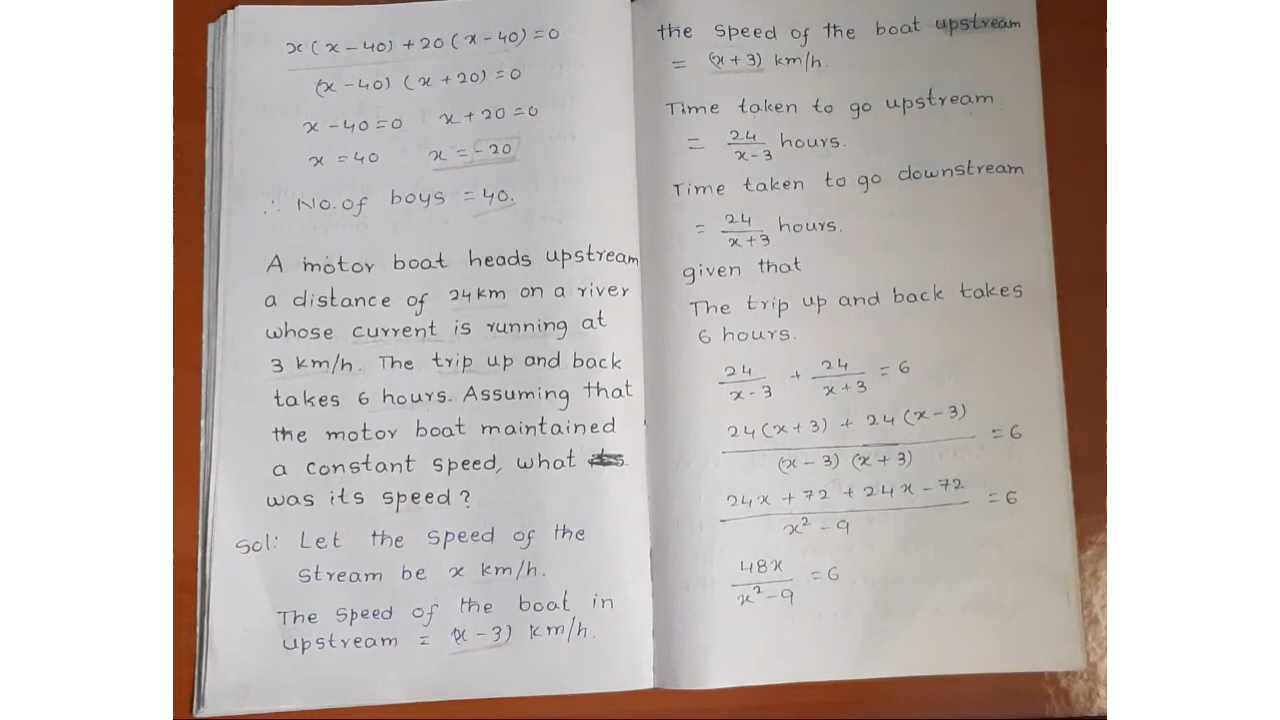 x(x-40)+20(x-40)=0
(x-40)(x+20)=0
x-40=0 x+20=0
x=40 x=-20
∴ No.of boys = 40.
A motor boat heads upstream
a distance of 24km on a river
whose current is running at
3 km/h. The trip up and back
takes 6 hours. Assuming that
the motor boat maintained
a constant speed, what
was its speed?
Sol: Let the speed of the
stream be x km/h.
The speed of the boat in
upstream = (x-3) km/h.
the speed of the boat upstream
= (x+3) km/h.
Time taken to go upstream
= 24/x-3 hours.
Time taken to go downstream
= 24/x+3 hours.
given that
The trip up and back takes
6 hours.
24/x-3 + 24/x+3 = 6
24(x+3) + 24(x-3)/(x-3)(x+3) = 6
24x+72+24x-72/x²-9 = 6
48x/x²-9 = 6